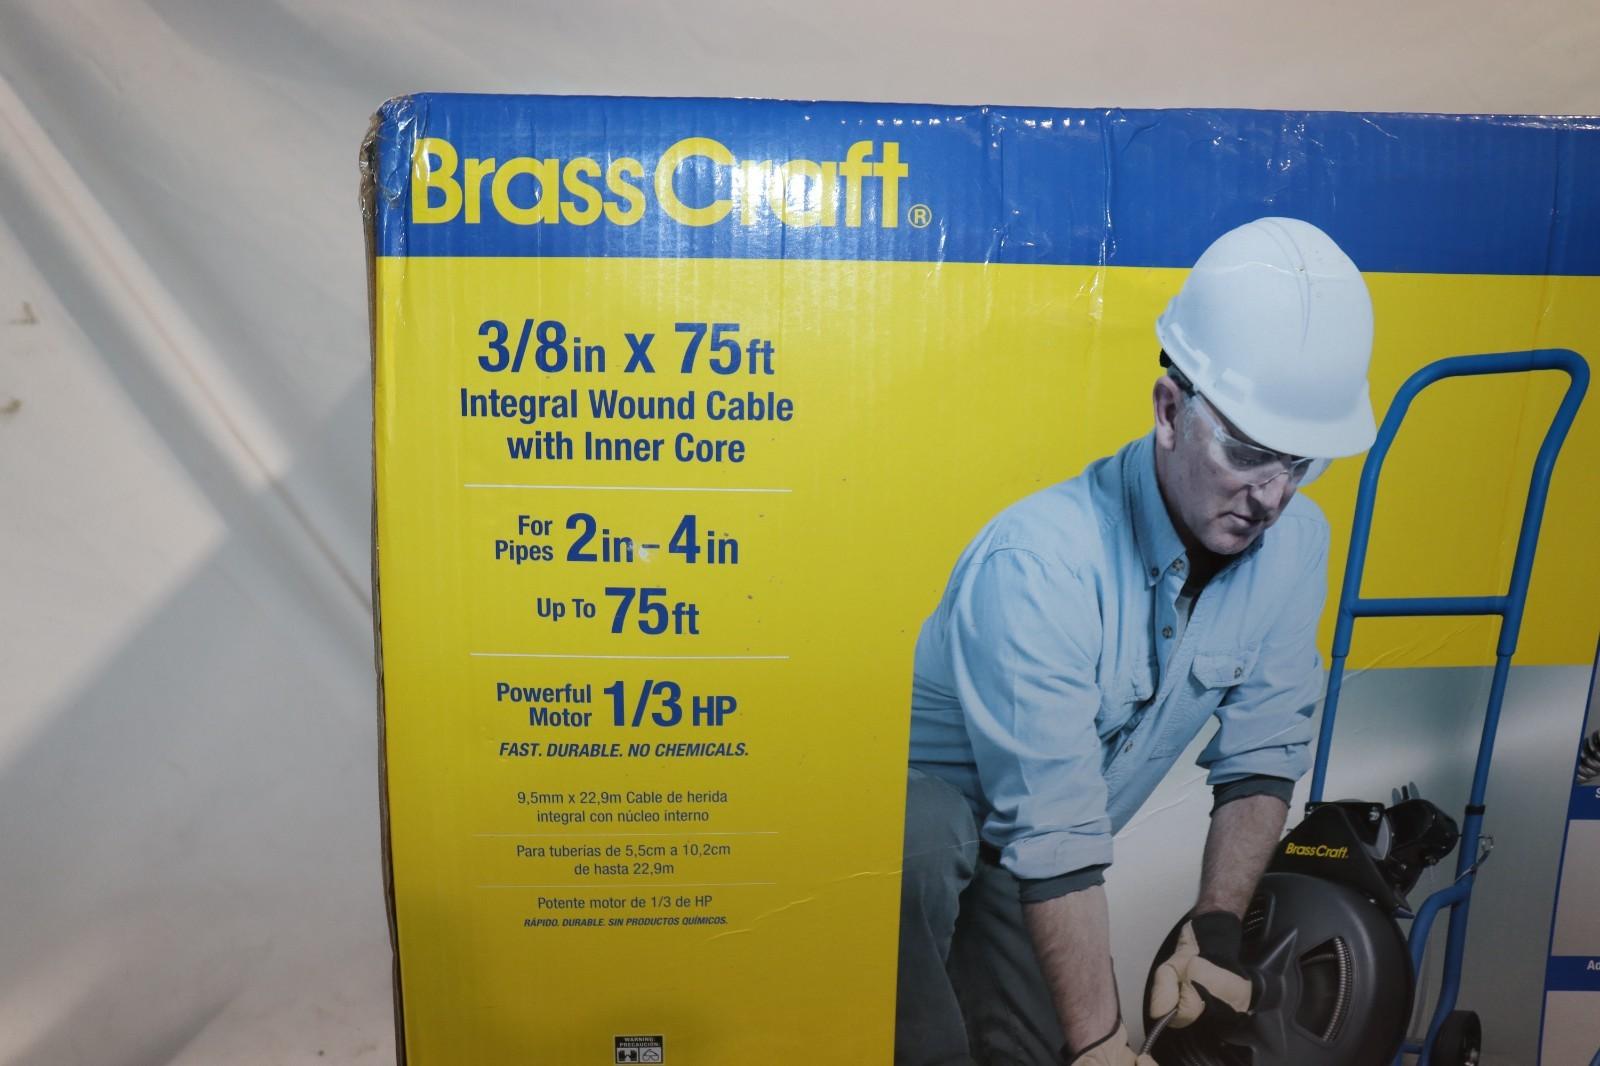 BrassCraft®
3/8in x 75ft
Integral Wound Cable
with Inner Core
For Pipes 2in-4in
Up To 75ft
Powerful Motor 1/3 HP
FAST. DURABLE. NO CHEMICALS.
9,5mm x 22,9m Cable de herida
integral con núcleo interno
Para tuberías de 5,5cm a 10,2cm
de hasta 22,9m
Potente motor de 1/3 de HP
RÁPIDO. DURABLE. SIN PRODUCTOS QUÍMICOS.
WARNING:
PRECAUCIÓN:
BrassCraft.